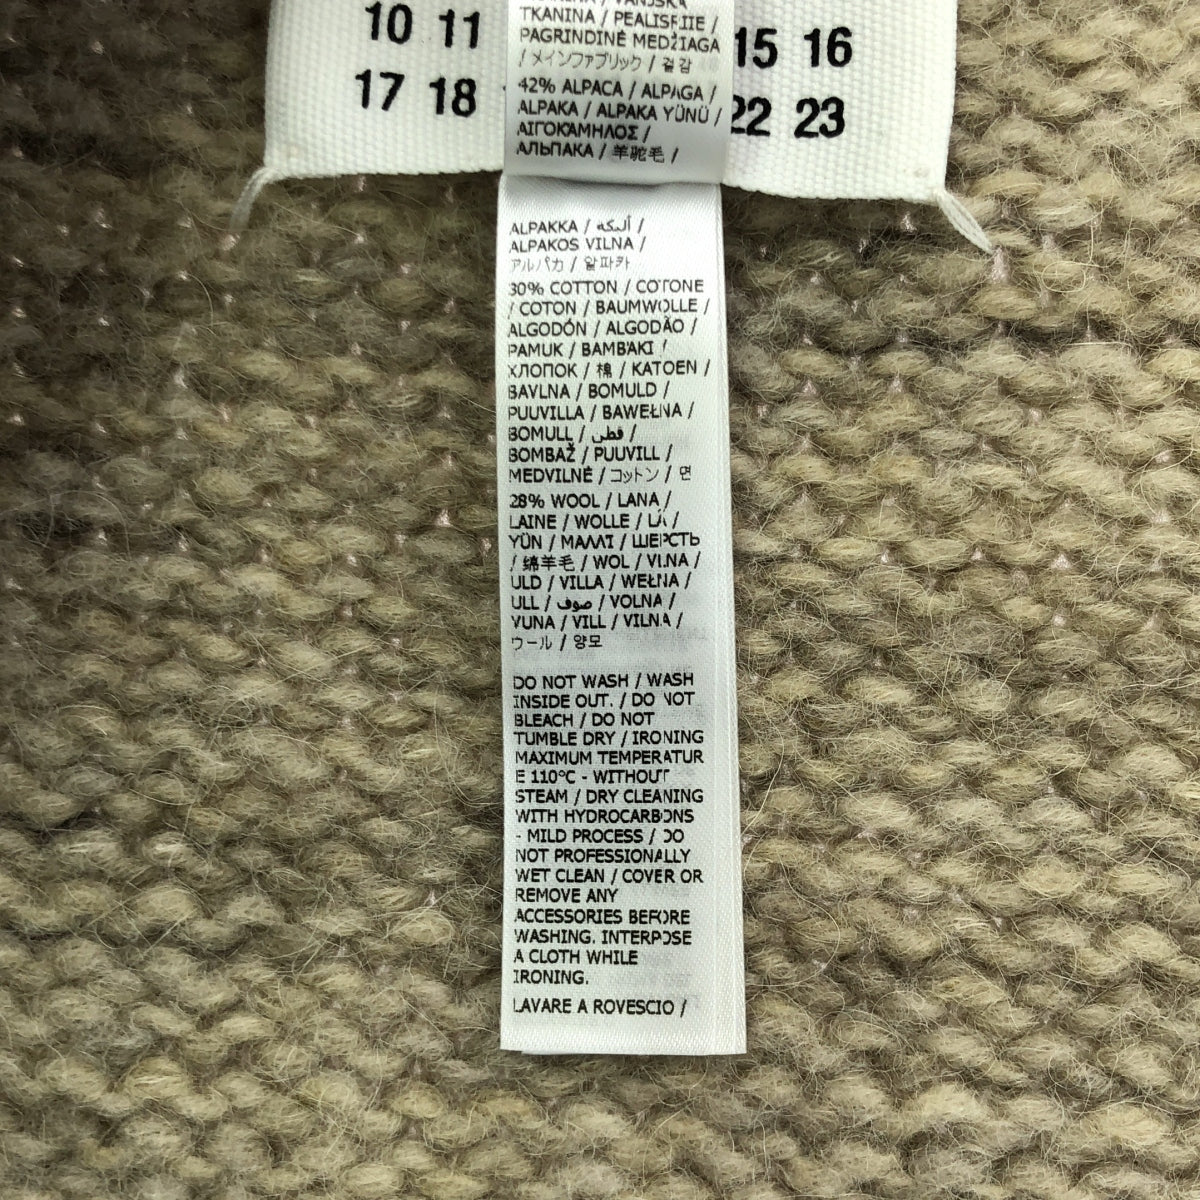 10 11 15 16
17 18 22 23
TKANINA / PEALISRIIE /
PAGRINDINĖ MEDŽIAGA
/ メインファブリック / 겉감
42% ALPACA / ALPAGA /
ALPAKA / ALPAKA YÜNÜ /
ΑΙΓΟΚΆΜΗΛΟΣ /
АЛЬПАКА / 羊驼毛 /
ALPAKKA / ألبكة /
ALPAKOS VILNA /
アルパカ / 알파카
30% COTTON / COTONE
/ COTON / BAUMWOLLE /
ALGODÓN / ALGODÃO /
PAMUK / ΒΑΜΒΆΚΙ /
ХЛОПОК / 棉 / KATOEN /
BAVLNA / BOMULD /
PUUVILLA / BAWEŁNA /
BOMULL / قطن /
BOMBAŽ / PUUVILL /
MEDVILNĖ / コットン / 면
28% WOOL / LANA /
LAINE / WOLLE / LÃ /
YÜN / ΜΑΛΛΊ / ШЕРСТЬ
/ 绵羊毛 / WOL / VLNA /
ULD / VILLA / WEŁNA /
ULL / صوف / VOLNA /
VUNA / VILL / VILNA /
ウール / 양모
DO NOT WASH / WASH
INSIDE OUT. / DO NOT
BLEACH / DO NOT
TUMBLE DRY / IRONING
MAXIMUM TEMPERATUR
E 110°C - WITHOUT
STEAM / DRY CLEANING
WITH HYDROCARBONS
- MILD PROCESS / DO
NOT PROFESSIONALLY
WET CLEAN / COVER OR
REMOVE ANY
ACCESSORIES BEFORE
WASHING. INTERPOSE
A CLOTH WHILE
IRONING.
LAVARE A ROVESCIO /